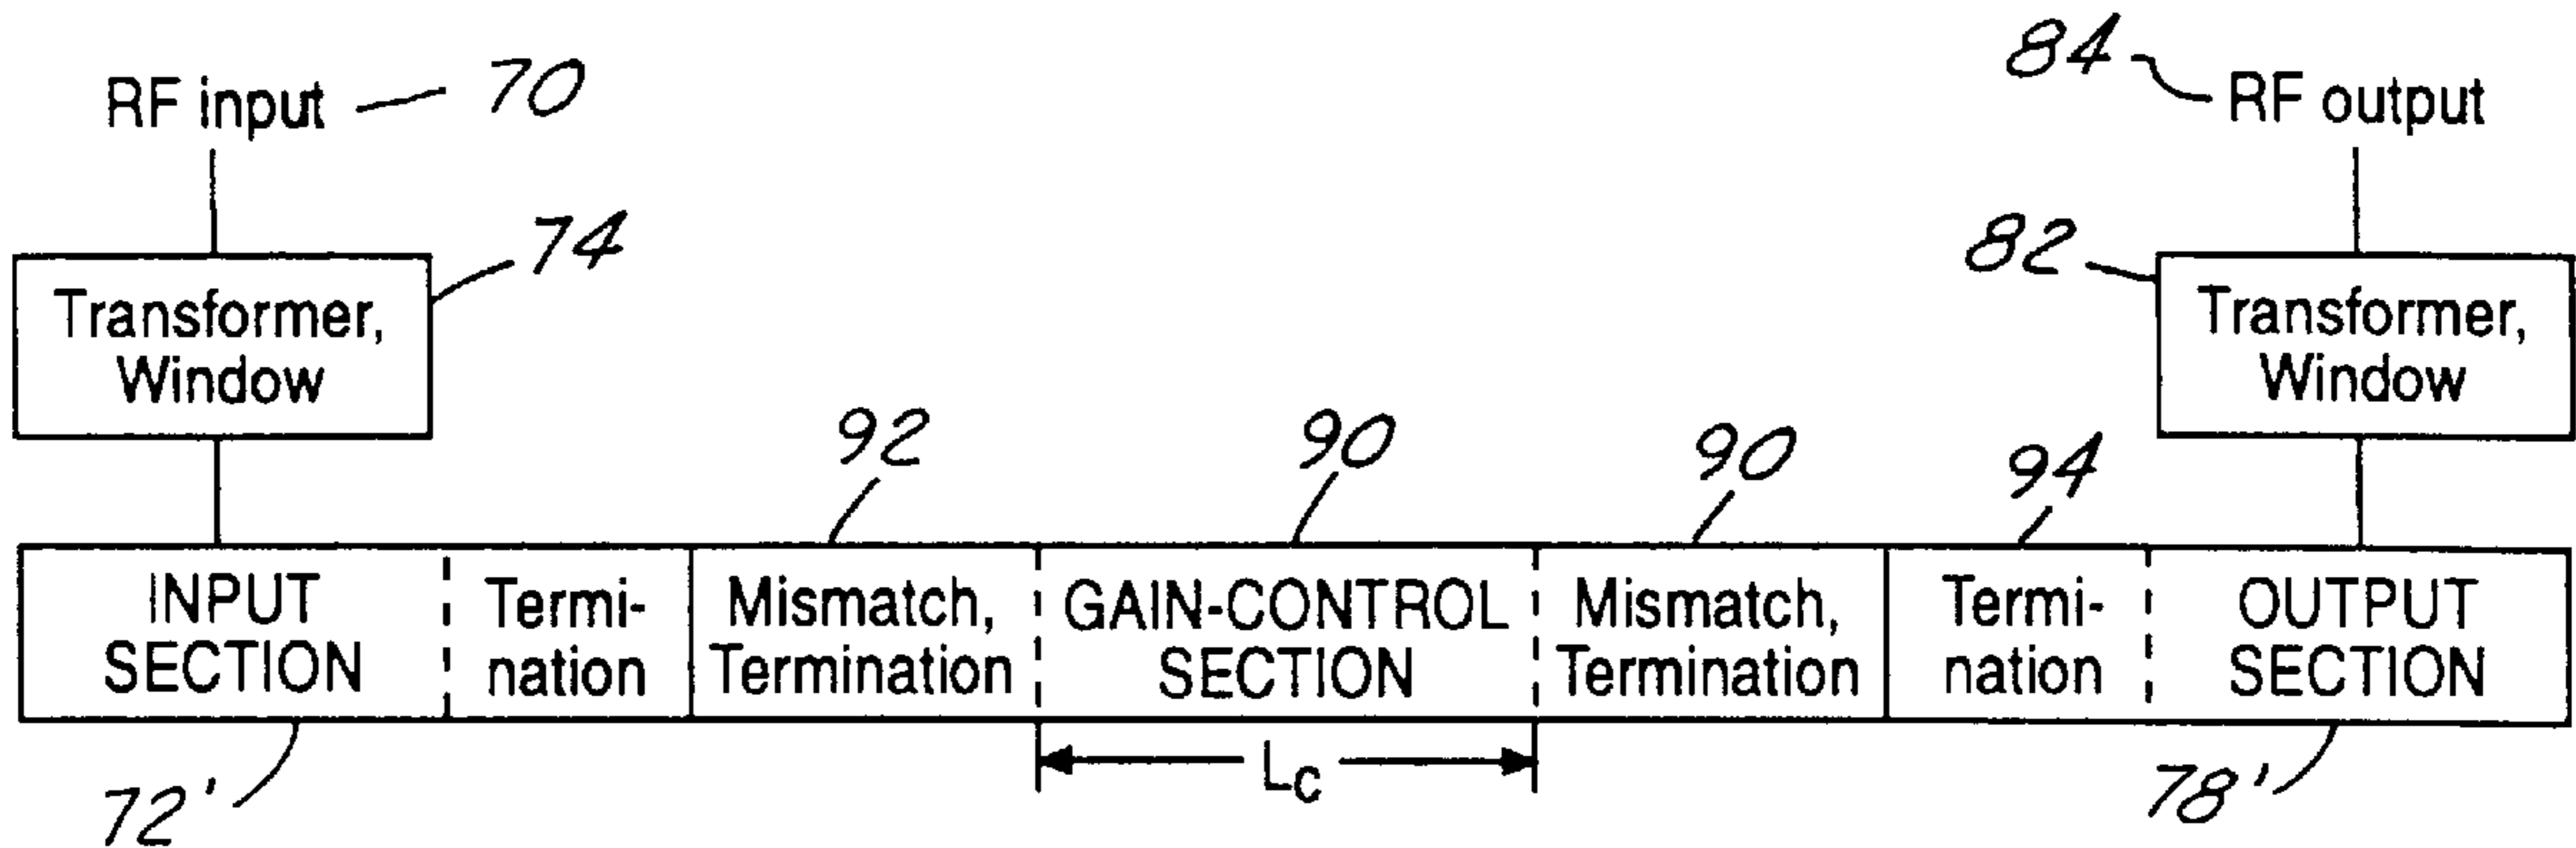 RF input
70
84
RF output
74
Transformer,
Window
82
Transformer,
Window
92
90
90
94
INPUT
SECTION
Termi-
nation
Mismatch,
Termination
GAIN-CONTROL
SECTION
Mismatch,
Termination
Termi-
nation
OUTPUT
SECTION
72'
Lc
78'